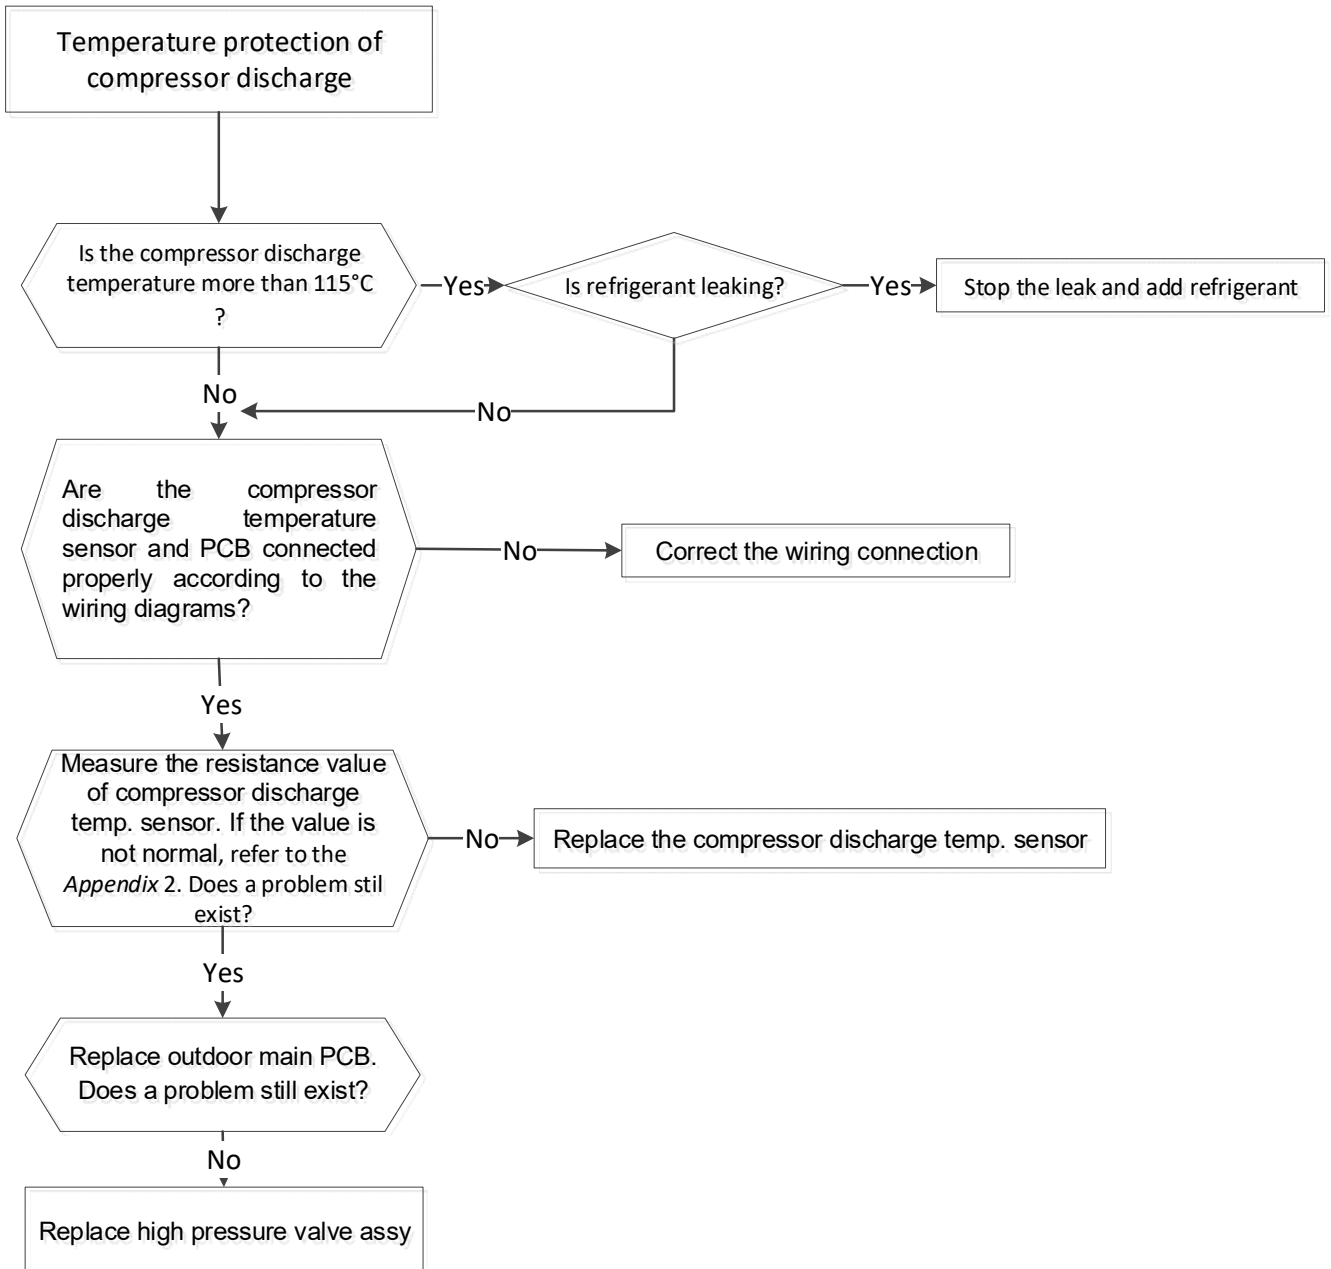 Temperature protection of
compressor discharge
Is the compressor discharge
temperature more than 115°C
?
Yes
Is refrigerant leaking?
Yes
Stop the leak and add refrigerant
No
No
Are the compressor
discharge temperature
sensor and PCB connected
properly according to the
wiring diagrams?
No
Correct the wiring connection
Yes
Measure the resistance value
of compressor discharge
temp. sensor. If the value is
not normal, refer to the
Appendix 2. Does a problem stil
exist?
No
Replace the compressor discharge temp. sensor
Yes
Replace outdoor main PCB.
Does a problem still exist?
No
Replace high pressure valve assy